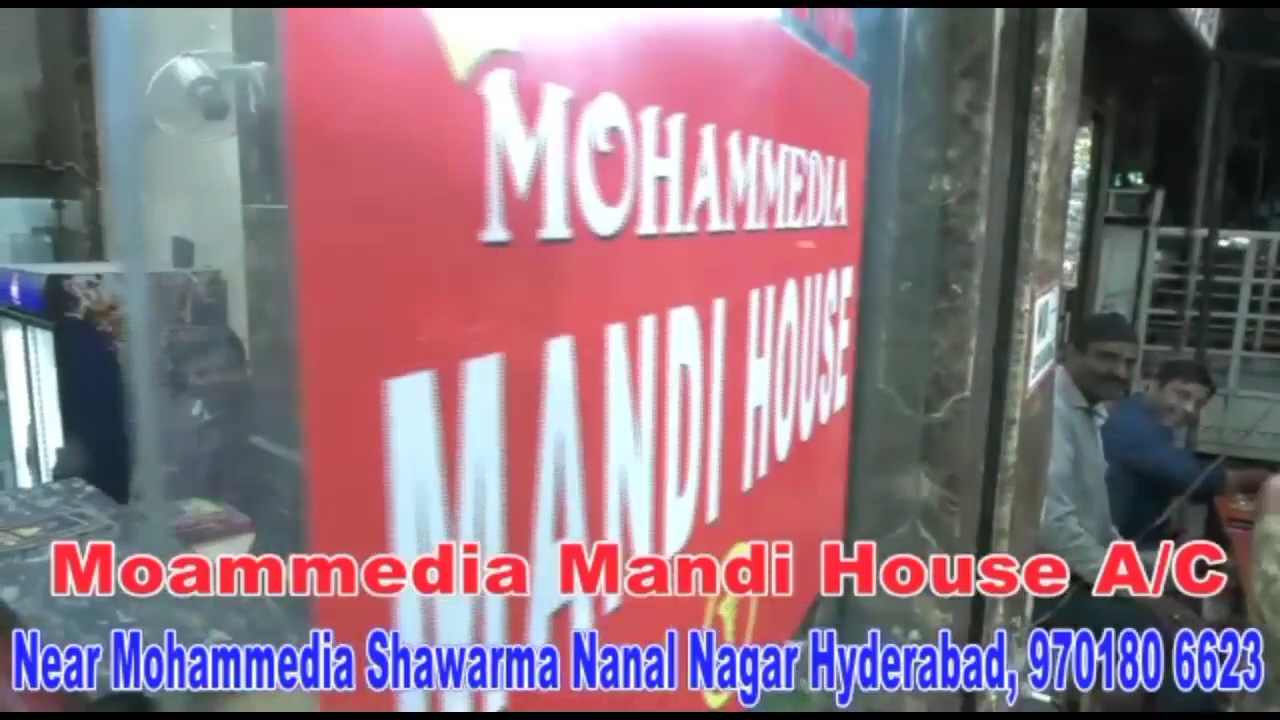 MOHAMMEDIA
MANDI HOUSE
Moammedia Mandi House A/C
Near Mohammedia Shawarma Nanal Nagar Hyderabad, 970180 6623